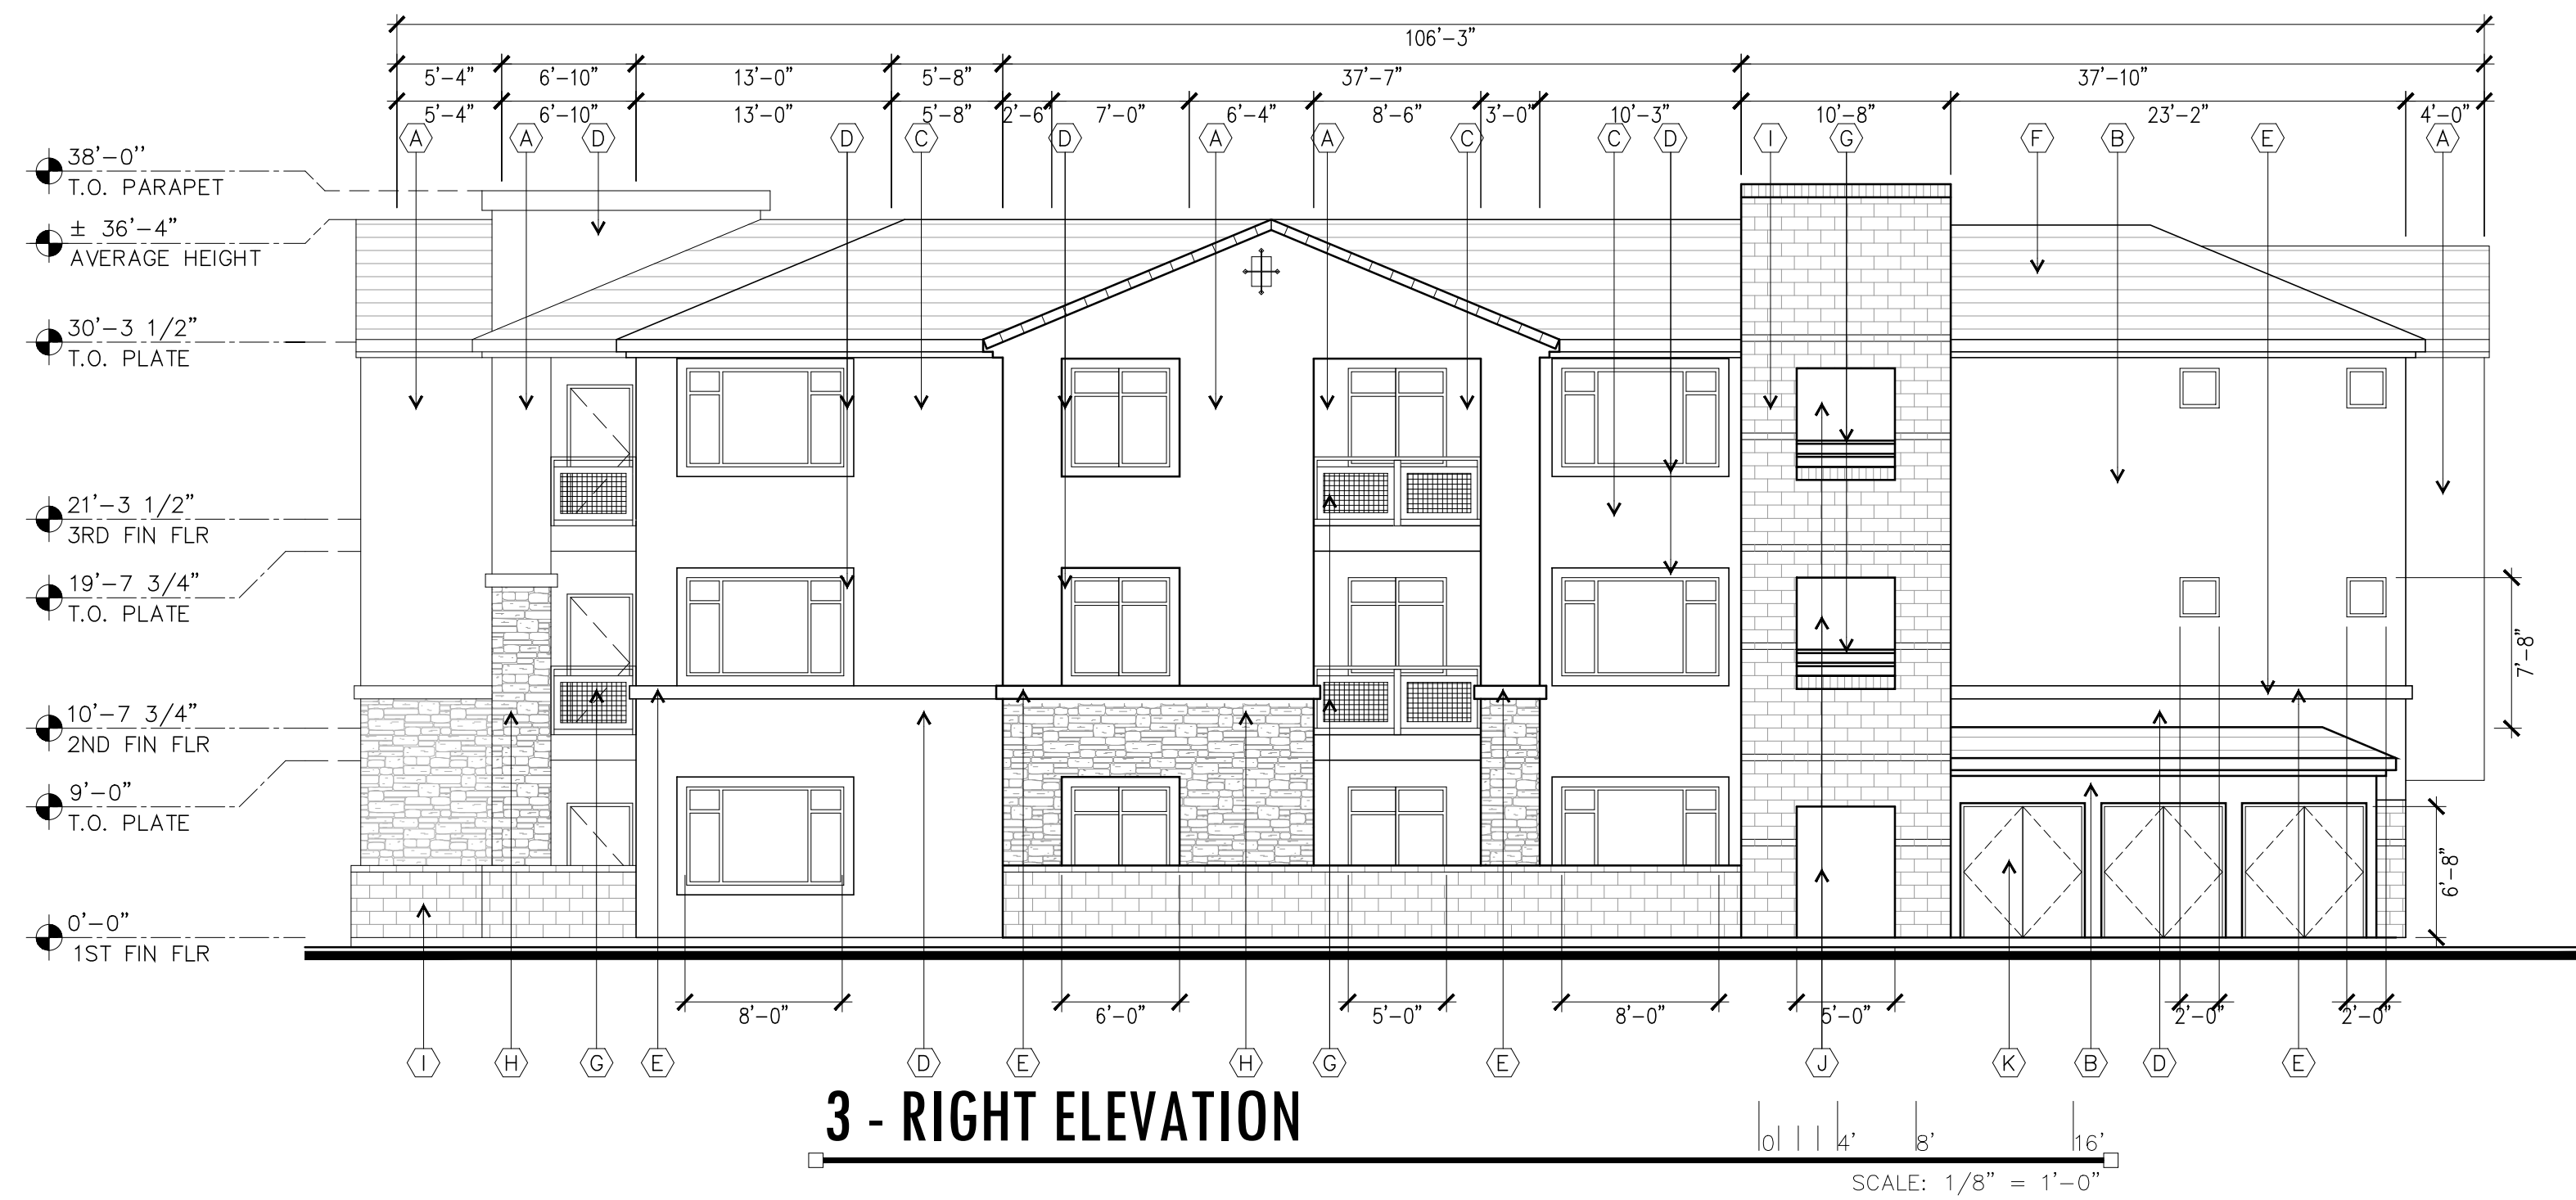 106'-3"
5'-4" 6'-10" 13'-0" 5'-8" 37'-7" 37'-10"
5'-4" 6'-10" 13'-0" 5'-8" 2'-6" 7'-0" 6'-4" 8'-6" 3'-0" 10'-3" 10'-8" 23'-2" 4'-0"
A A D D C D A A C C D I G F B E A
38'-0''
T.O. PARAPET
± 36'-4"
AVERAGE HEIGHT
30'-3 1/2"
T.O. PLATE
21'-3 1/2"
3RD FIN FLR
19'-7 3/4"
T.O. PLATE
7'-8"
10'-7 3/4"
2ND FIN FLR
9'-0"
T.O. PLATE
6'-8"
0'-0"
1ST FIN FLR
8'-0" 6'-0" 5'-0" 8'-0" 5'-0" 2'-0" 2'-0"
I H G E D E H G E J K B D E
3 - RIGHT ELEVATION
0 4' 8' 16'
SCALE: 1/8" = 1'-0"